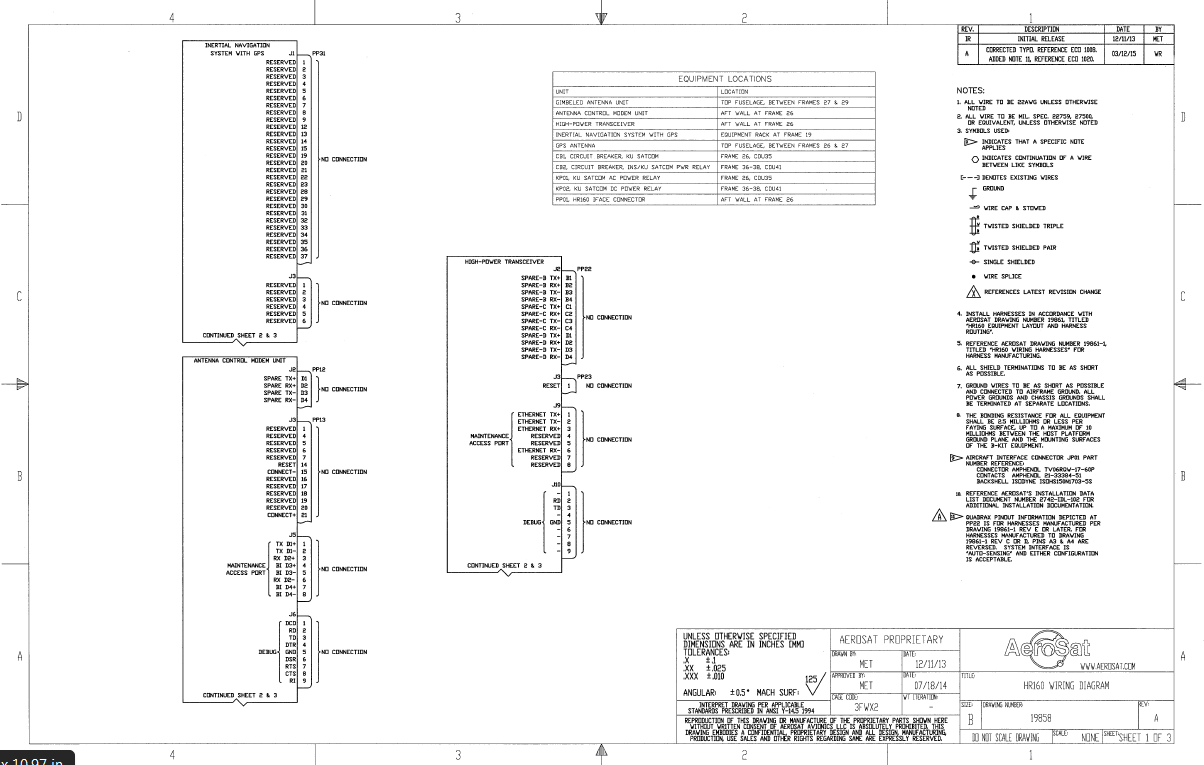 4 3 2 1
INERTIAL NAVIGATION
SYSTEM WITH GPS J1 PP31
RESERVED 1
RESERVED 2
RESERVED 3
RESERVED 4
RESERVED 5
RESERVED 6
RESERVED 7
RESERVED 8
RESERVED 9
RESERVED 10
RESERVED 12
RESERVED 13
RESERVED 14
RESERVED 15
RESERVED 19
RESERVED 20
RESERVED 21
RESERVED 22
RESERVED 23
RESERVED 28
RESERVED 29
RESERVED 30
RESERVED 31
RESERVED 32
RESERVED 33
RESERVED 34
RESERVED 35
RESERVED 36
RESERVED 37
NO CONNECTION
J3
RESERVED 1
RESERVED 2
RESERVED 3
RESERVED 4
RESERVED 5
RESERVED 6
NO CONNECTION
CONTINUED SHEET 2 & 3
ANTENNA CONTROL MODEM UNIT
J2 PP12
SPARE TX+ D1
SPARE RX+ D2
SPARE TX- D3
SPARE RX- D4
NO CONNECTION
J3 PP13
RESERVED 1
RESERVED 4
RESERVED 5
RESERVED 6
RESERVED 7
RESET 14
CONNECT- 15
RESERVED 16
RESERVED 17
RESERVED 18
RESERVED 19
RESERVED 20
CONNECT+ 21
NO CONNECTION
J5
MAINTENANCE
ACCESS PORT
TX D1+ 1
TX D1- 2
RX D2+ 3
BI D3+ 4
BI D3- 5
RX D2- 6
BI D4+ 7
BI D4- 8
NO CONNECTION
J6
DEBUG
DCD 1
RD 2
TD 3
DTR 4
GND 5
DSR 6
RTS 7
CTS 8
RI 9
NO CONNECTION
CONTINUED SHEET 2 & 3
HIGH-POWER TRANSCEIVER
J2 PP22
SPARE-B TX+ B1
SPARE-B RX+ B2
SPARE-B TX- B3
SPARE-B RX- B4
SPARE-C TX+ C1
SPARE-C RX+ C2
SPARE-C TX- C3
SPARE-C RX- C4
SPARE-D TX+ D1
SPARE-D RX+ D2
SPARE-D TX- D3
SPARE-D RX- D4
NO CONNECTION
J3 PP23
RESET 1 NO CONNECTION
J9
MAINTENANCE
ACCESS PORT
ETHERNET TX+ 1
ETHERNET TX- 2
ETHERNET RX+ 3
RESERVED 4
RESERVED 5
ETHERNET RX- 6
RESERVED 7
RESERVED 8
NO CONNECTION
J10
DEBUG
- 1
RD 2
TD 3
- 4
GND 5
- 6
- 7
- 8
- 9
NO CONNECTION
CONTINUED SHEET 2 & 3
EQUIPMENT LOCATIONS
UNIT LOCATION
GIMBELED ANTENNA UNIT TOP FUSELAGE, BETWEEN FRAMES 27 & 29
ANTENNA CONTROL MODEM UNIT AFT WALL AT FRAME 26
HIGH-POWER TRANSCEIVER AFT WALL AT FRAME 26
INERTIAL NAVIGATION SYSTEM WITH GPS EQUIPMENT RACK AT FRAME 19
GPS ANTENNA TOP FUSELAGE, BETWEEN FRAMES 26 & 27
CB1, CIRCUIT BREAKER, KU SATCOM FRAME 26, CDU35
CB2, CIRCUIT BREAKER, INS/KU SATCOM PWR RELAY FRAME 36-38, CDU41
KP01, KU SATCOM AC POWER RELAY FRAME 26, CDU35
KP02, KU SATCOM DC POWER RELAY FRAME 36-38, CDU41
PP01, HR160 IFACE CONNECTOR AFT WALL AT FRAME 26
REV. DESCRIPTION DATE BY
IR INITIAL RELEASE 12/11/13 MET
A CORRECTED TYPO, REFERENCE ECO 1008. ADDED NOTE 11, REFERENCE ECO 1020. 03/12/15 WR
NOTES:
1. ALL WIRE TO BE 22AWG UNLESS OTHERWISE
NOTED
2. ALL WIRE TO BE MIL SPEC. 22759, 27500,
OR EQUIVALENT, UNLESS OTHERWISE NOTED
3. SYMBOLS USED:
INDICATES THAT A SPECIFIC NOTE
APPLIES
INDICATES CONTINUATION OF A WIRE
BETWEEN LIKE SYMBOLS
DENOTES EXISTING WIRES
GROUND
WIRE CAP & STOWED
TWISTED SHIELDED TRIPLE
TWISTED SHIELDED PAIR
SINGLE SHIELDED
WIRE SPLICE
REFERENCES LATEST REVISION CHANGE
4. INSTALL HARNESSES IN ACCORDANCE WITH
AEROSAT DRAWING NUMBER 19861, TITLED
"HR160 EQUIPMENT LAYOUT AND HARNESS
ROUTING".
5. REFERENCE AEROSAT DRAWING NUMBER 19861-1,
TITLED "HR160 WIRING HARNESSES" FOR
HARNESS MANUFACTURING.
6. ALL SHIELD TERMINATIONS TO BE AS SHORT
AS POSSIBLE.
7. GROUND WIRES TO BE AS SHORT AS POSSIBLE
AND CONNECTED TO AIRFRAME GROUND. ALL
POWER GROUNDS AND CHASSIS GROUNDS SHALL
BE TERMINATED AT SEPARATE LOCATIONS.
8. THE BONDING RESISTANCE FOR ALL EQUIPMENT
SHALL BE 2.5 MILLIOHMS OR LESS PER
FAYING SURFACE, UP TO A MAXIMUM OF 10
MILLIOHMS BETWEEN THE HOST PLATFORM
GROUND PLANE AND THE MOUNTING SURFACES
OF THE B-KIT EQUIPMENT.
AIRCRAFT INTERFACE CONNECTOR JP01 PART
NUMBER REFERENCE:
CONNECTOR AMPHENOL TV06RQW-17-60P
CONTACTS AMPHENOL 21-33384-51
BACKSHELL ISODYNE
10. REFERENCE AEROSAT'S INSTALLATION DATA
LIST DOCUMENT NUMBER 2742-IDL-102 FOR
ADDITIONAL INSTALLATION DOCUMENTATION.
A QUADRAX PINOUT INFORMATION DEPICTED AT
PP22 IS FOR HARNESSES MANUFACTURED PER
DRAWING 19861-1 REV E OR LATER. FOR
HARNESSES MANUFACTURED TO DRAWING
19861-1 REV C OR D, PINS A3 & A4 ARE
REVERSED. SYSTEM INTERFACE IS
"AUTO-SENSING" AND EITHER CONFIGURATION
IS ACCEPTABLE.
D
C
B
A
UNLESS OTHERWISE SPECIFIED
DIMENSIONS ARE IN INCHES [MM]
TOLERANCES:
.X ±.1
.XX ±.025
.XXX ±.010
ANGULAR: ±0.5° MACH SURF: 125
INTERPRET DRAWING PER APPLICABLE
STANDARDS PRESCRIBED IN ANSI Y-14.5 1994
AEROSAT PROPRIETARY
DRAWN BY: MET DATE: 12/11/13
APPROVED BY: MET DATE: 07/18/14
CAGE CODE: 3FWX2 WT ITERATION: -
REPRODUCTION OF THIS DRAWING OR MANUFACTURE OF THE PROPRIETARY PARTS SHOWN HERE
WITHOUT WRITTEN CONSENT OF AEROSAT AVIONICS LLC IS ABSOLUTELY PROHIBITED. THIS
DRAWING EMBODIES A CONFIDENTIAL, PROPRIETARY DESIGN AND ALL DESIGN, MANUFACTURING,
PRODUCTION, USE SALES AND OTHER RIGHTS REGARDING SAME ARE EXPRESSLY RESERVED.
AeroSat
WWW.AEROSAT.COM
TITLE: HR160 WIRING DIAGRAM
SIZE: B DRAWING NUMBER: 19858 REV: A
DO NOT SCALE DRAWING SCALE: NONE SHEET: SHEET 1 OF 3
4 3 2 1
x 10.97 in